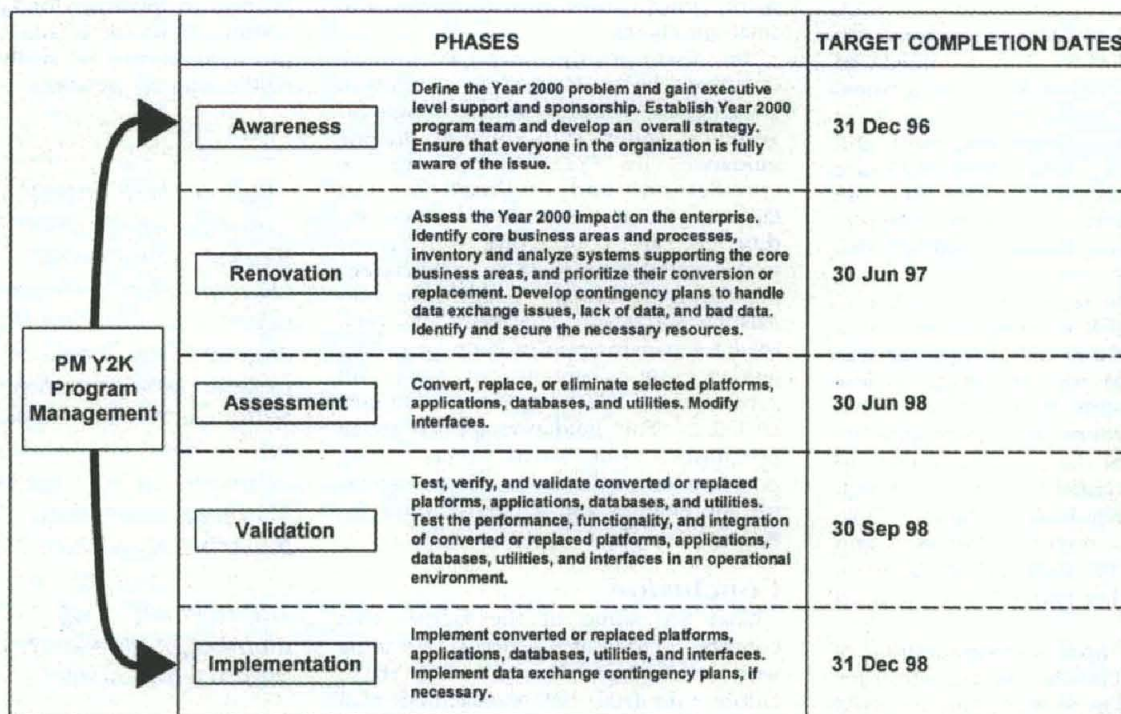 PHASES
TARGET COMPLETION DATES
PM Y2K
Program
Management
Awareness
Define the Year 2000 problem and gain executive
level support and sponsorship. Establish Year 2000
program team and develop an overall strategy.
Ensure that everyone in the organization is fully
aware of the issue.
31 Dec 96
Renovation
Assess the Year 2000 impact on the enterprise.
Identify core business areas and processes,
inventory and analyze systems supporting the core
business areas, and prioritize their conversion or
replacement. Develop contingency plans to handle
data exchange issues, lack of data, and bad data.
Identify and secure the necessary resources.
30 Jun 97
Assessment
Convert, replace, or eliminate selected platforms,
applications, databases, and utilities. Modify
interfaces.
30 Jun 98
Validation
Test, verify, and validate converted or replaced
platforms, applications, databases, and utilities.
Test the performance, functionality, and integration
of converted or replaced platforms, applications,
databases, utilities, and interfaces in an operational
environment.
30 Sep 98
Implementation
Implement converted or replaced platforms,
applications, databases, utilities, and interfaces.
Implement data exchange contingency plans, if
necessary.
31 Dec 98